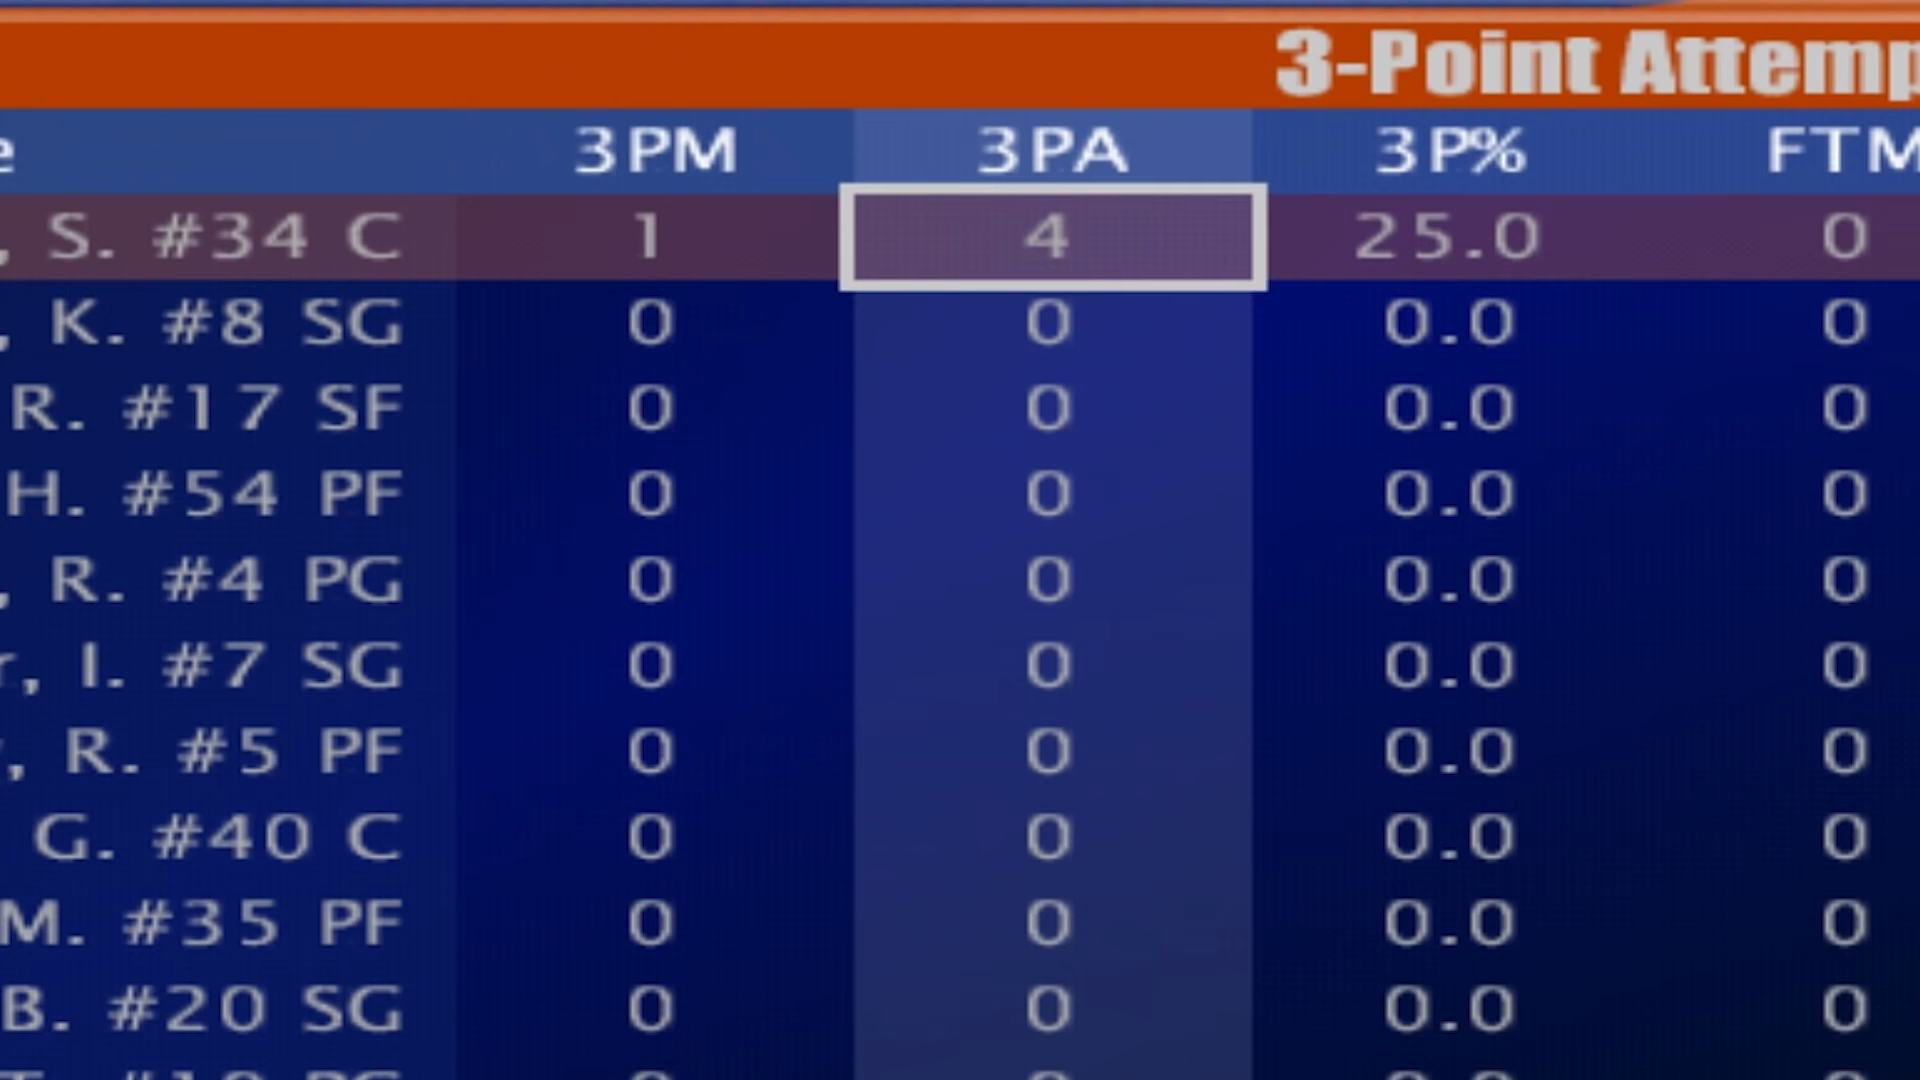 3-Point Attemp
e 3PM 3PA 3P% FTM
, S. #34 C 1 4 25.0 0
, K. #8 SG 0 0 0.0 0
R. #17 SF 0 0 0.0 0
H. #54 PF 0 0 0.0 0
, R. #4 PG 0 0 0.0 0
r, I. #7 SG 0 0 0.0 0
, R. #5 PF 0 0 0.0 0
G. #40 C 0 0 0.0 0
M. #35 PF 0 0 0.0 0
B. #20 SG 0 0 0.0 0